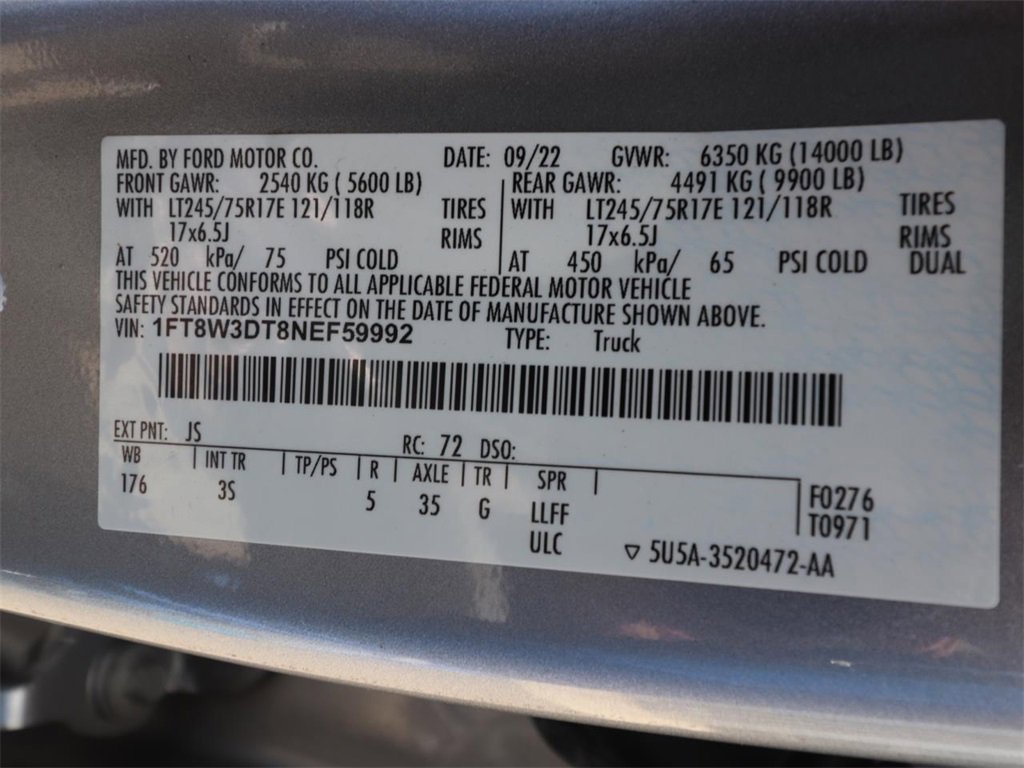 MFD. BY FORD MOTOR CO. DATE: 09/22 GVWR: 6350 KG (14000 LB)
FRONT GAWR: 2540 KG ( 5600 LB) REAR GAWR: 4491 KG ( 9900 LB)
WITH LT245/75R17E 121/118R TIRES WITH LT245/75R17E 121/118R TIRES
17x6.5J RIMS 17x6.5J RIMS
AT 520 kPa/ 75 PSI COLD AT 450 kPa/ 65 PSI COLD DUAL
THIS VEHICLE CONFORMS TO ALL APPLICABLE FEDERAL MOTOR VEHICLE
SAFETY STANDARDS IN EFFECT ON THE DATE OF MANUFACTURE SHOWN ABOVE.
VIN: 1FT8W3DT8NEF59992 TYPE: Truck
EXT PNT: JS RC: 72 DSO:
WB INT TR TP/PS R AXLE TR SPR
176 3S 5 35 G LLFF F0276
ULC T0971
▽ 5U5A-3520472-AA